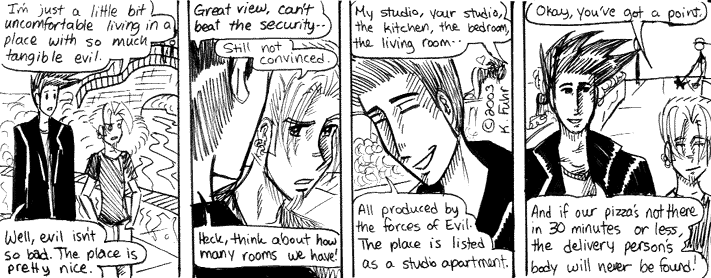 I'm just a little bit
uncomfortable living in a
place with so much
tangible evil.
Well, evil isn't
so bad. The place is
pretty nice.
Great view, can't
beat the security--
Still not
convinced.
Heck, think about how
many rooms we have!
My studio, your studio,
the kitchen, the bedroom,
the living room--
©2003
K. Fuhr
All produced by
the forces of Evil.
The place is listed
as a studio apartment.
Okay, you've got a point.
And if our pizza's not there
in 30 minutes or less,
the delivery person's
body will never be found!